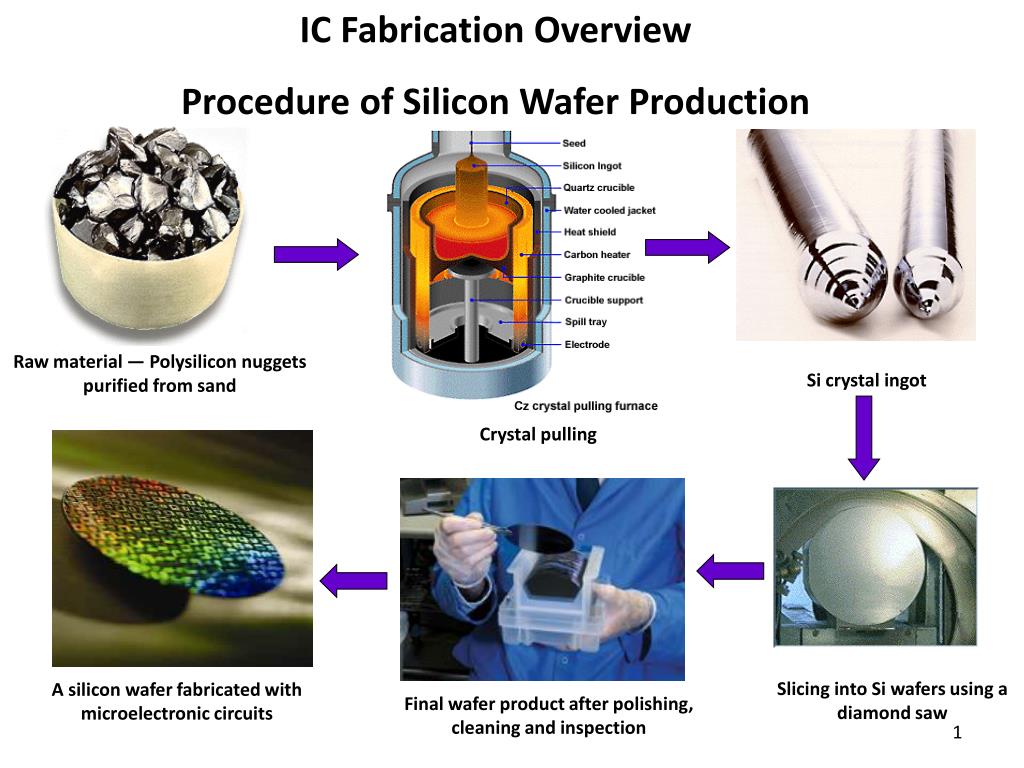 IC Fabrication Overview
Procedure of Silicon Wafer Production
Seed
Silicon Ingot
Quartz crucible
Water cooled jacket
Heat shield
Carbon heater
Graphite crucible
Crucible support
Spill tray
Electrode
Cz crystal pulling furnace
Raw material — Polysilicon nuggets
purified from sand
Crystal pulling
Si crystal ingot
A silicon wafer fabricated with
microelectronic circuits
Final wafer product after polishing,
cleaning and inspection
Slicing into Si wafers using a
diamond saw
1